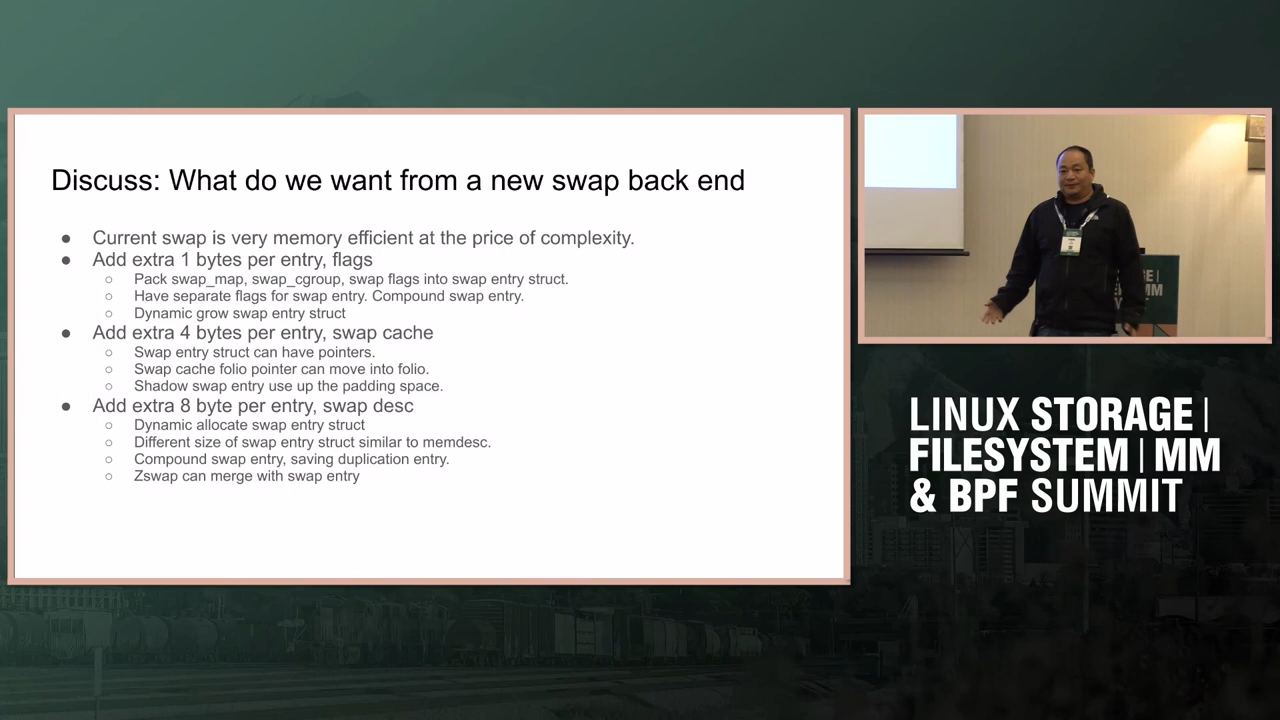 Discuss: What do we want from a new swap back end
● Current swap is very memory efficient at the price of complexity.
● Add extra 1 bytes per entry, flags
○ Pack swap_map, swap_cgroup, swap flags into swap entry struct.
○ Have separate flags for swap entry. Compound swap entry.
○ Dynamic grow swap entry struct
● Add extra 4 bytes per entry, swap cache
○ Swap entry struct can have pointers.
○ Swap cache folio pointer can move into folio.
○ Shadow swap entry use up the padding space.
● Add extra 8 byte per entry, swap desc
○ Dynamic allocate swap entry struct
○ Different size of swap entry struct similar to memdesc.
○ Compound swap entry, saving duplication entry.
○ Zswap can merge with swap entry
LINUX STORAGE |
FILESYSTEM | MM
& BPF SUMMIT